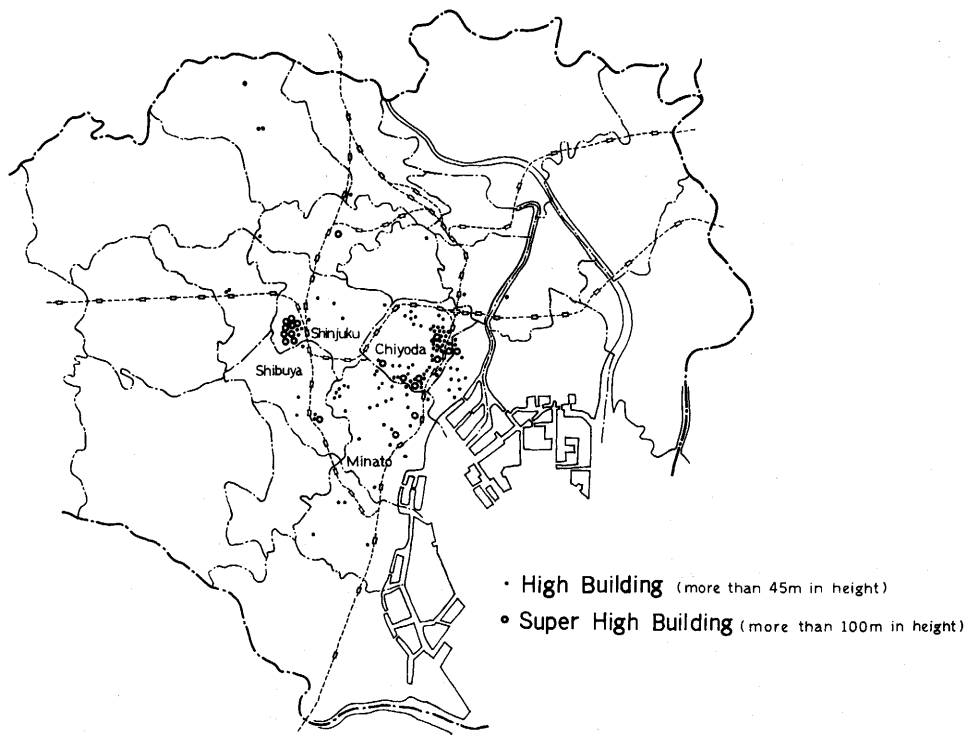 Shinjuku
Chiyoda
Shibuya
Minato
High Building (more than 45m in height)
Super High Building (more than 100m in height)